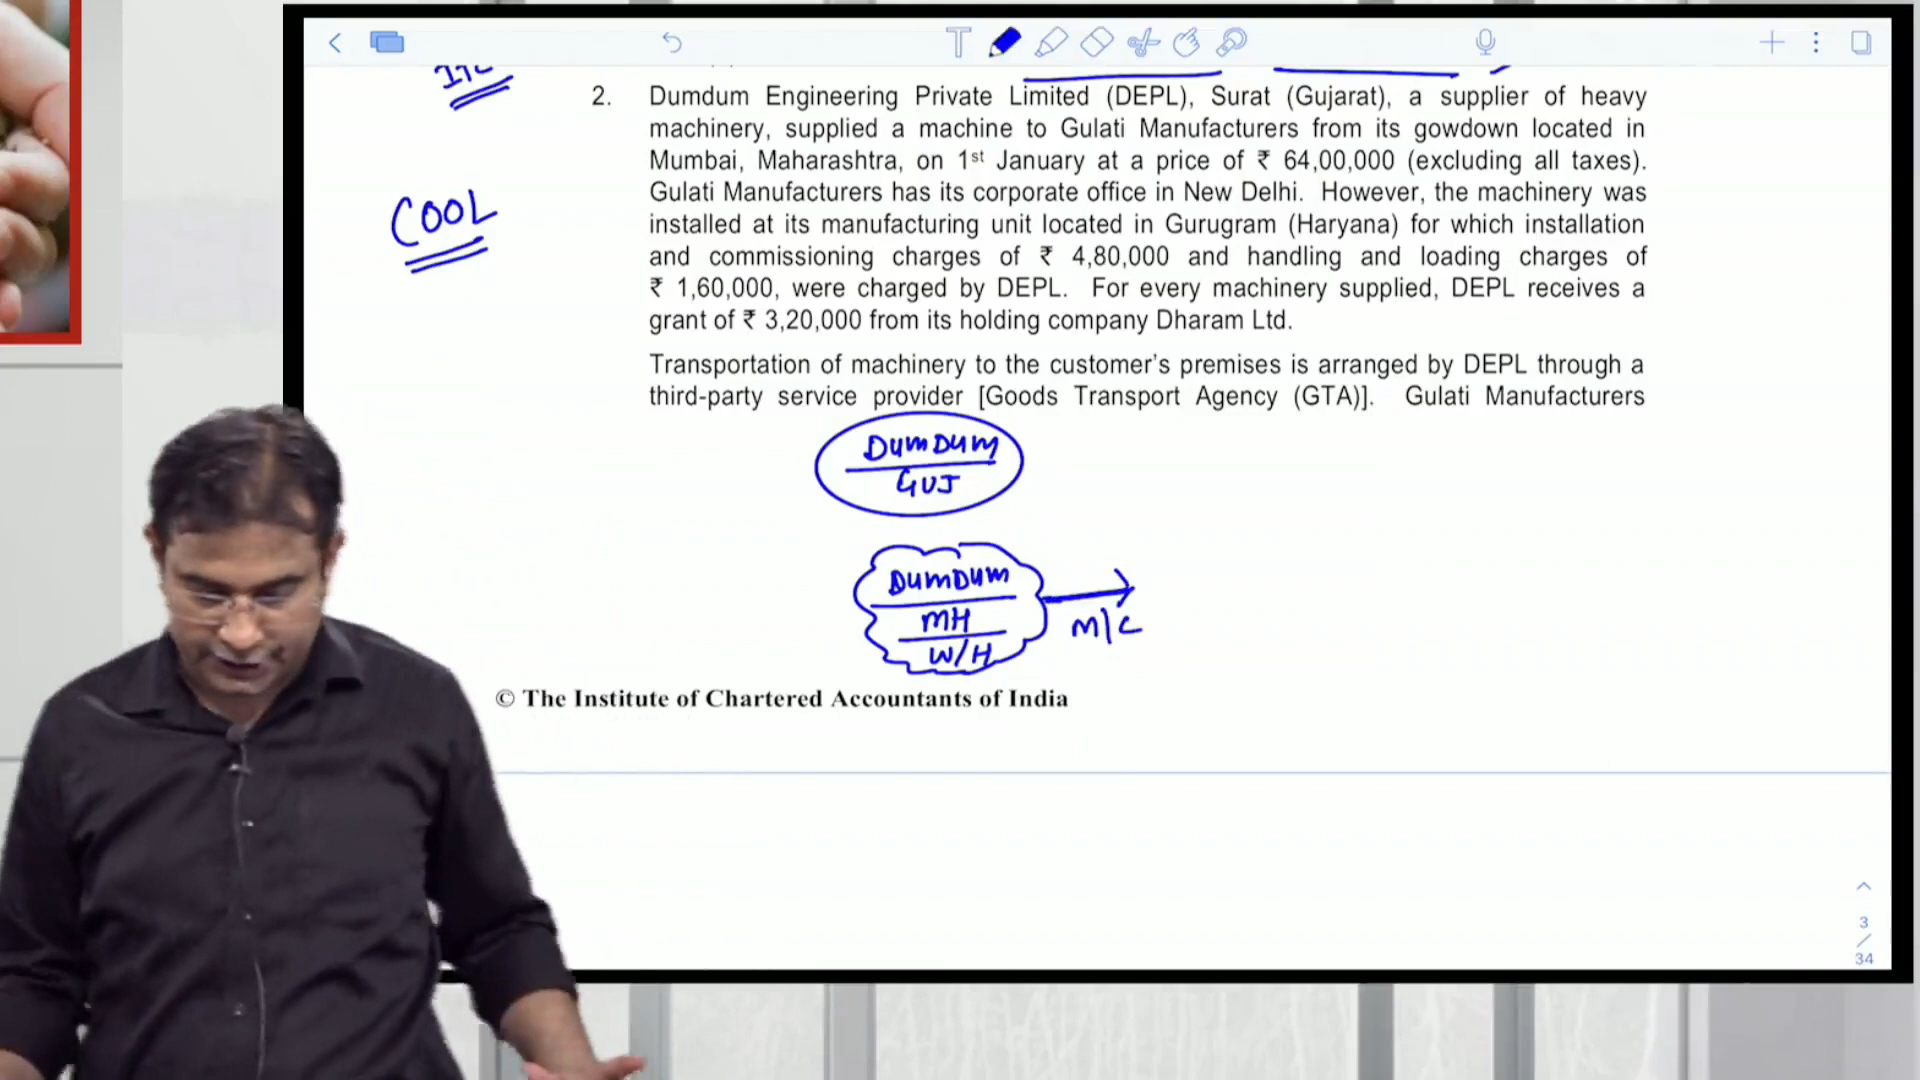 ITC
2. Dumdum Engineering Private Limited (DEPL), Surat (Gujarat), a supplier of heavy
machinery, supplied a machine to Gulati Manufacturers from its gowdown located in
Mumbai, Maharashtra, on 1st January at a price of ₹ 64,00,000 (excluding all taxes).
Gulati Manufacturers has its corporate office in New Delhi. However, the machinery was
installed at its manufacturing unit located in Gurugram (Haryana) for which installation
and commissioning charges of ₹ 4,80,000 and handling and loading charges of
₹ 1,60,000, were charged by DEPL. For every machinery supplied, DEPL receives a
grant of ₹ 3,20,000 from its holding company Dharam Ltd.
COOL
Transportation of machinery to the customer's premises is arranged by DEPL through a
third-party service provider [Goods Transport Agency (GTA)]. Gulati Manufacturers
DUMDUM
GUJ
DUMDUM
MH
W/H
M/C
© The Institute of Chartered Accountants of India
3
/
34